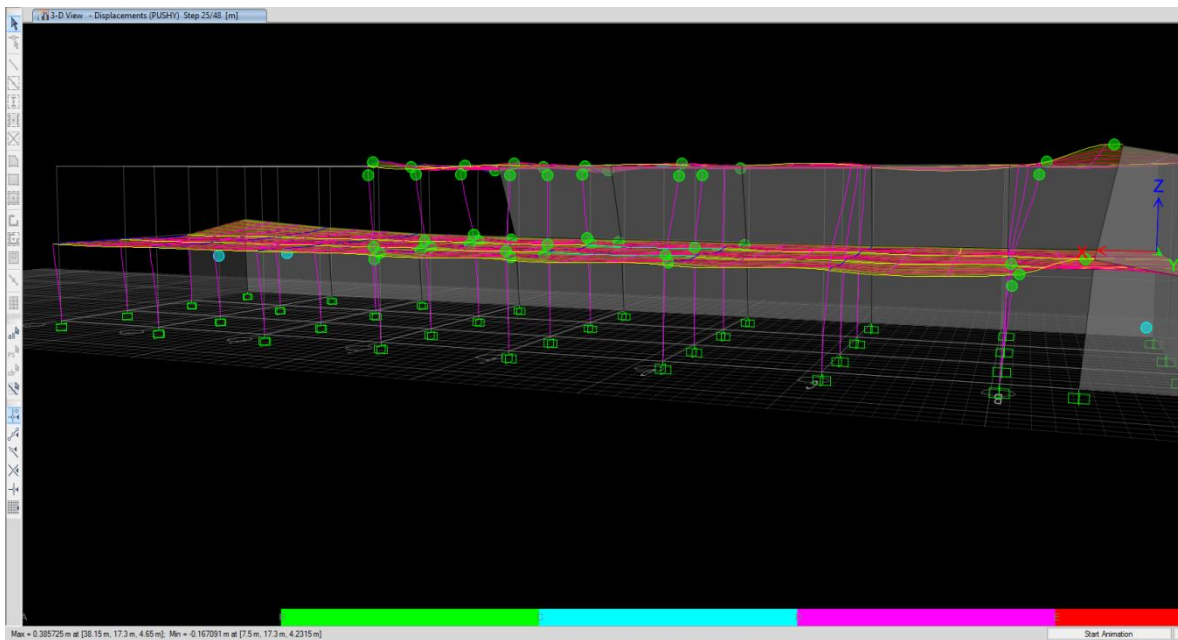 3-D View - Displacements (PUSHY) Step 25/48 [m]
Z
X
Y
B
A
B
C
E
Max = 0.385725 m at [38.15 m, 17.3 m, 4.65 m]; Min = -0.167091 m at [7.5 m, 17.3 m, 4.2315 m]
Start Animation